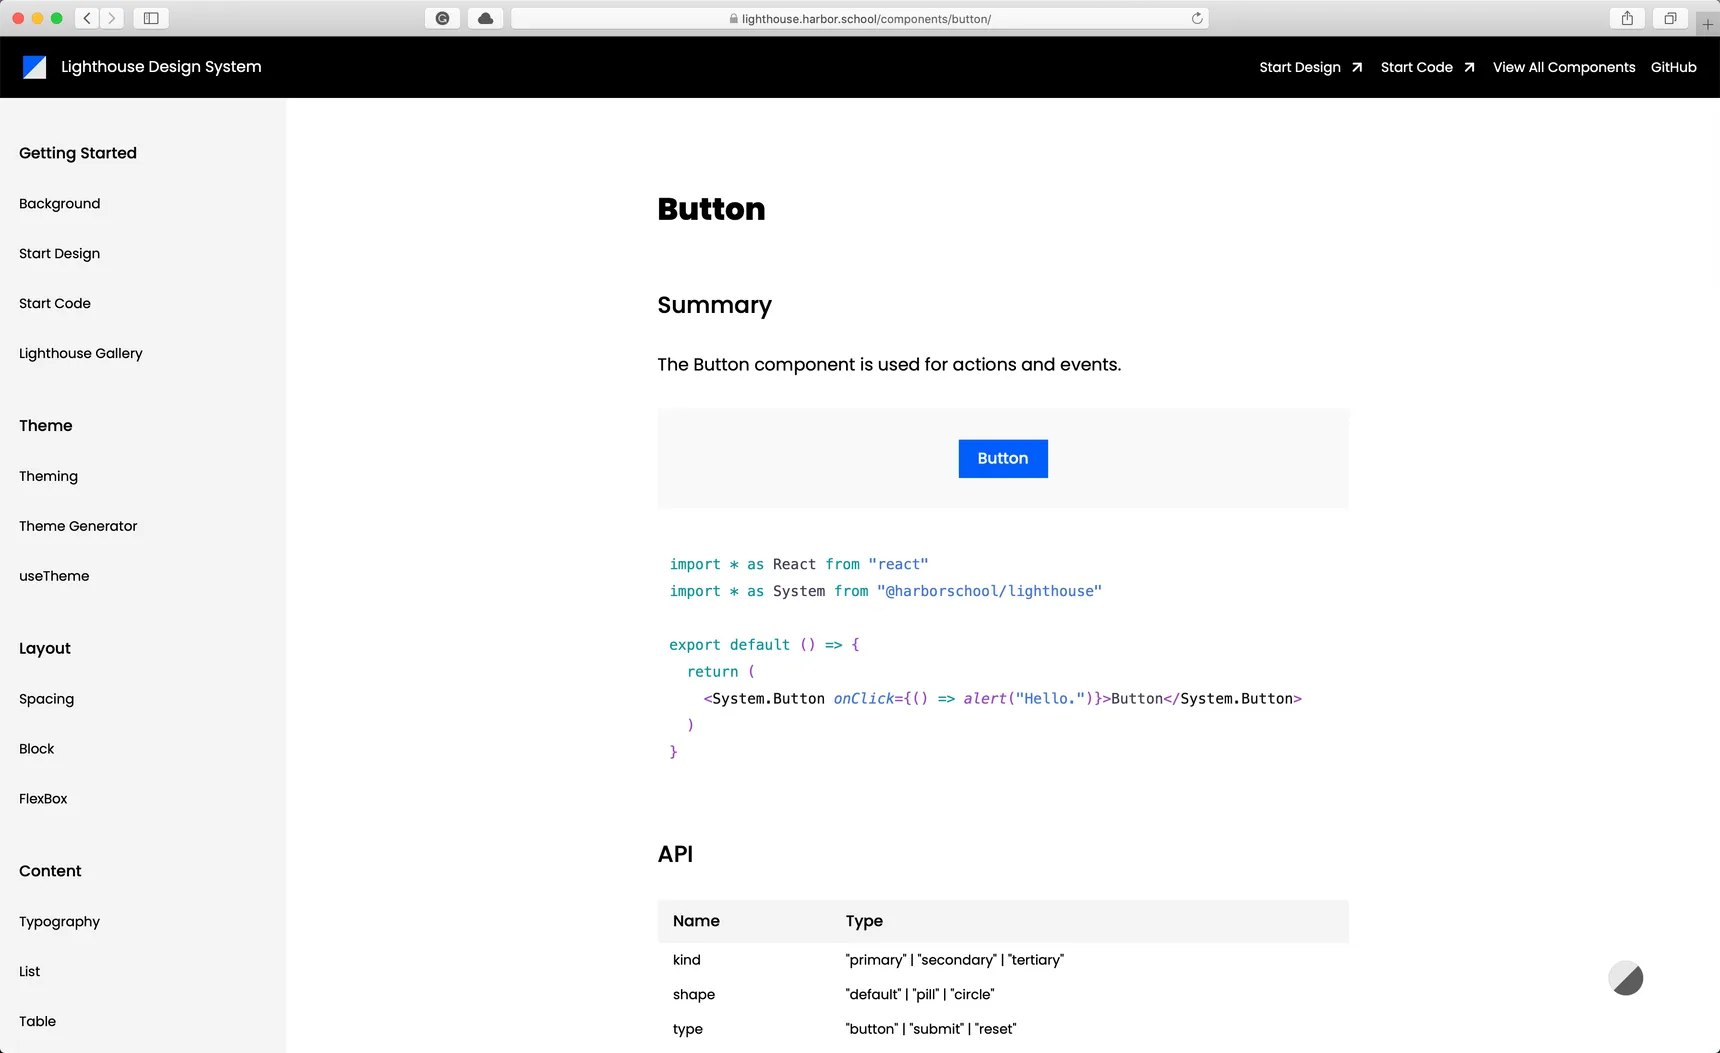 lighthouse.harbor.school/components/button/
Lighthouse Design System
Start Design
Start Code
View All Components
GitHub
Getting Started
Background
Start Design
Start Code
Lighthouse Gallery
Theme
Theming
Theme Generator
useTheme
Layout
Spacing
Block
FlexBox
Content
Typography
List
Table
Button
Summary
The Button component is used for actions and events.
Button
import * as React from "react"
import * as System from "@harborschool/lighthouse"
export default () => {
return (
<System.Button onClick={() => alert("Hello.")}>Button</System.Button>
)
}
API
Name Type
kind "primary" | "secondary" | "tertiary"
shape "default" | "pill" | "circle"
type "button" | "submit" | "reset"